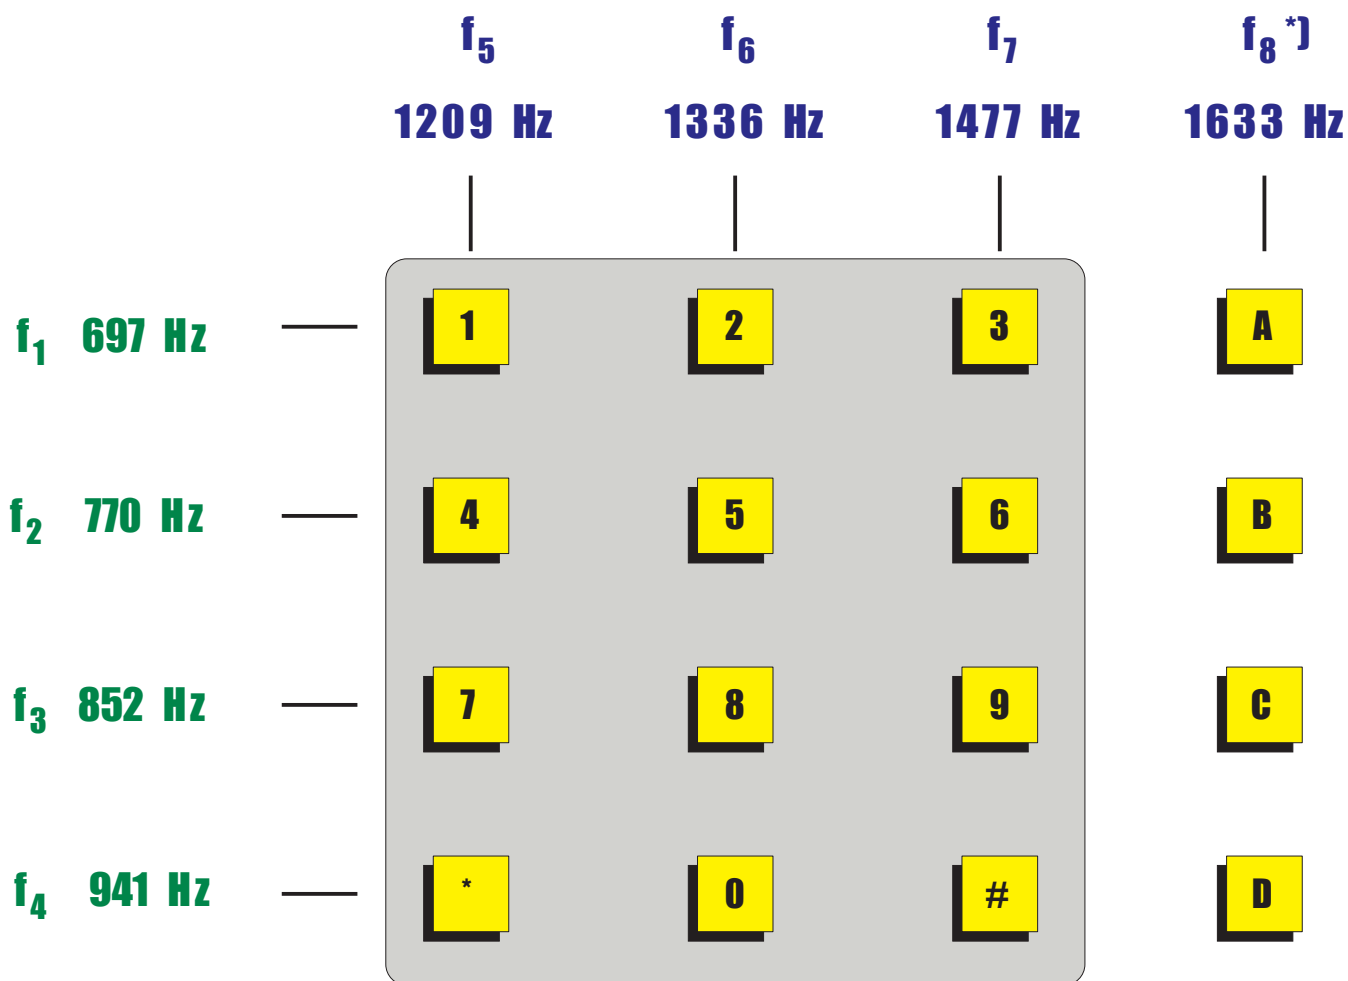 f5 f6 f7 f8 *)
1209 Hz 1336 Hz 1477 Hz 1633 Hz
f1 697 Hz 1 2 3 A
f2 770 Hz 4 5 6 B
f3 852 Hz 7 8 9 C
f4 941 Hz * 0 # D